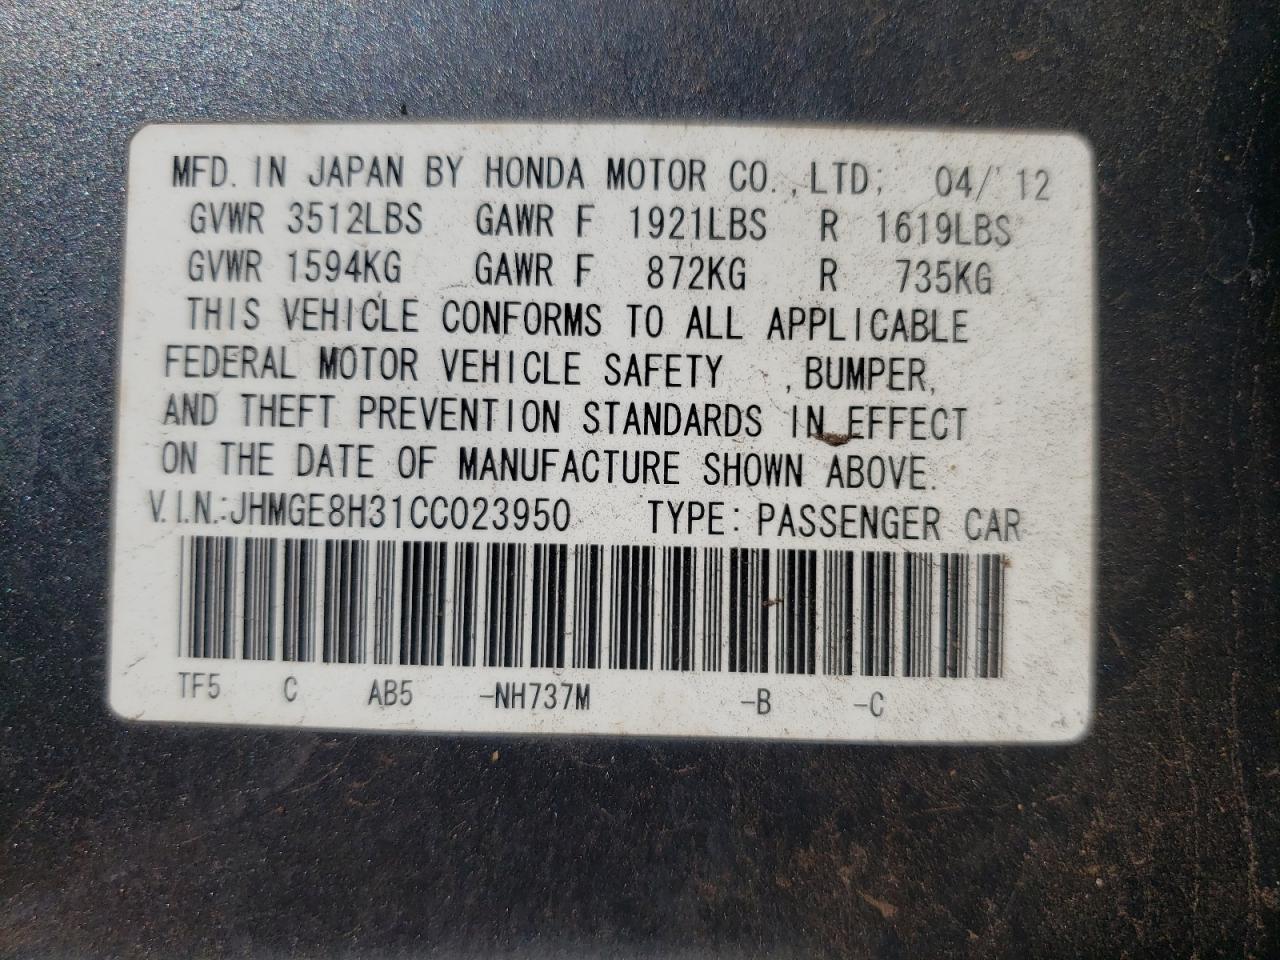 MFD. IN JAPAN BY HONDA MOTOR CO., LTD; 04/'12
GVWR 3512LBS GAWR F 1921LBS R 1619LBS
GVWR 1594KG GAWR F 872KG R 735KG
THIS VEHICLE CONFORMS TO ALL APPLICABLE
FEDERAL MOTOR VEHICLE SAFETY , BUMPER,
AND THEFT PREVENTION STANDARDS IN EFFECT
ON THE DATE OF MANUFACTURE SHOWN ABOVE.
V.I.N.:JHMGE8H31CC023950 TYPE: PASSENGER CAR
TF5 C AB5 -NH737M -B -C